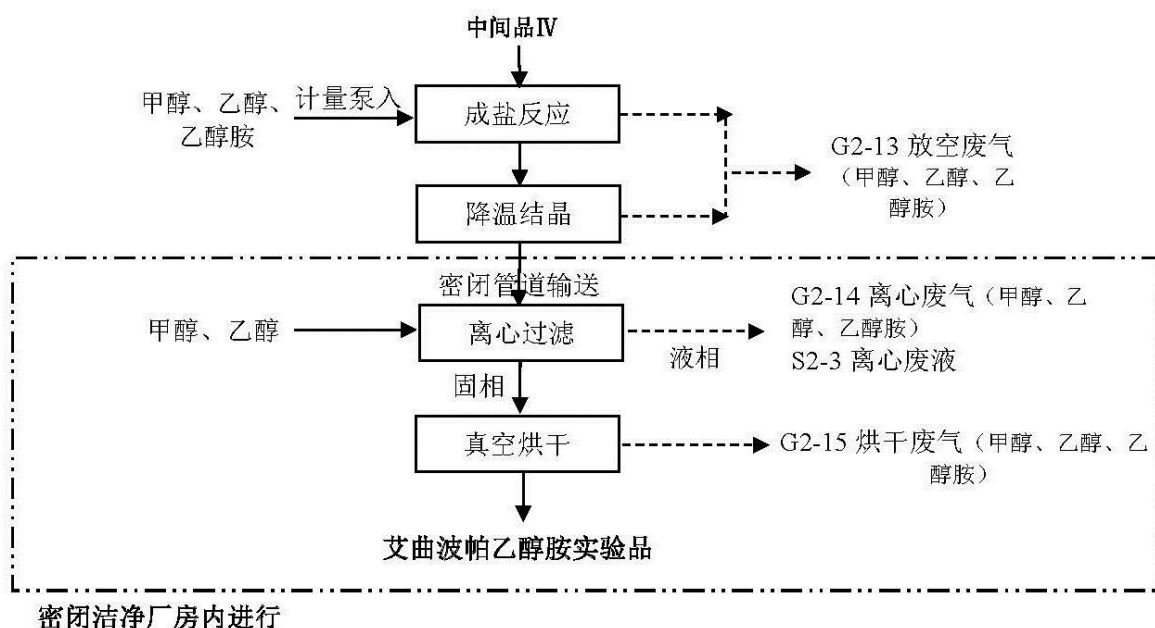 中间品Ⅳ
甲醇、乙醇、
乙醇胺
计量泵入
成盐反应
G2-13 放空废气
（甲醇、乙醇、乙
醇胺）
降温结晶
密闭管道输送
甲醇、乙醇
离心过滤
G2-14 离心废气（甲醇、乙
醇、乙醇胺）
S2-3 离心废液
液相
固相
真空烘干
G2-15 烘干废气（甲醇、乙醇、乙
醇胺）
艾曲波帕乙醇胺实验品
密闭洁净厂房内进行